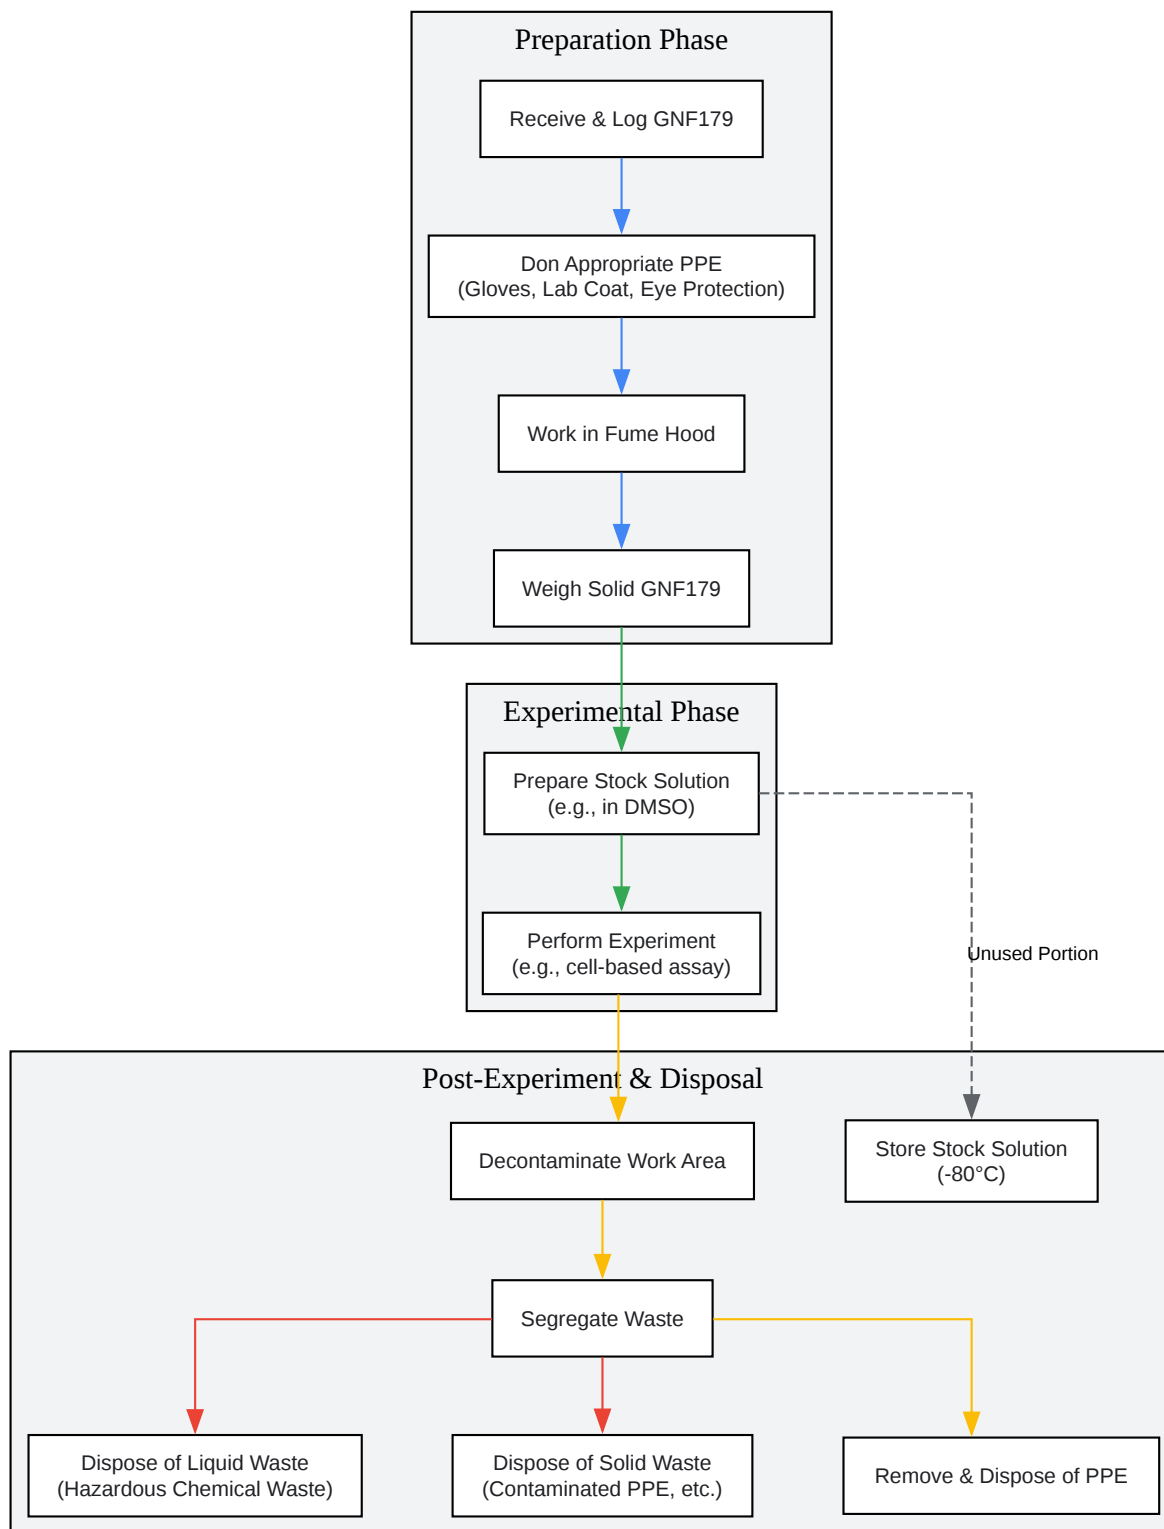 Preparation Phase
Receive & Log GNF179
Don Appropriate PPE
(Gloves, Lab Coat, Eye Protection)
Work in Fume Hood
Weigh Solid GNF179
Experimental Phase
Prepare Stock Solution
(e.g., in DMSO)
Perform Experiment
(e.g., cell-based assay)
Unused Portion
Post-Experiment & Disposal
Decontaminate Work Area
Store Stock Solution
(-80°C)
Segregate Waste
Dispose of Liquid Waste
(Hazardous Chemical Waste)
Dispose of Solid Waste
(Contaminated PPE, etc.)
Remove & Dispose of PPE